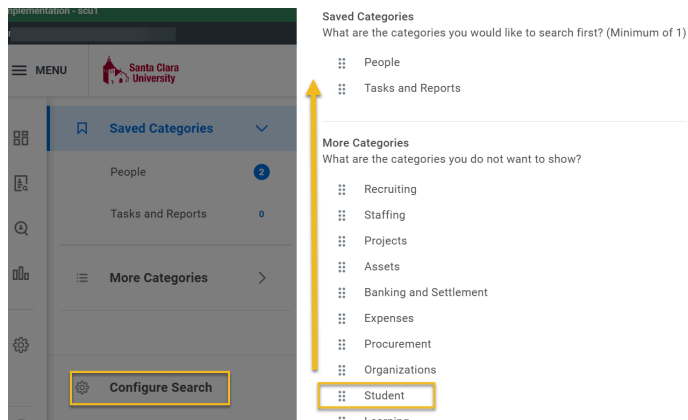 implementation - scu1
MENU
Santa Clara
University
Saved Categories
People
2
Tasks and Reports
0
More Categories
Configure Search
Saved Categories
What are the categories you would like to search first? (Minimum of 1)
People
Tasks and Reports
More Categories
What are the categories you do not want to show?
Recruiting
Staffing
Projects
Assets
Banking and Settlement
Expenses
Procurement
Organizations
Student
Learning